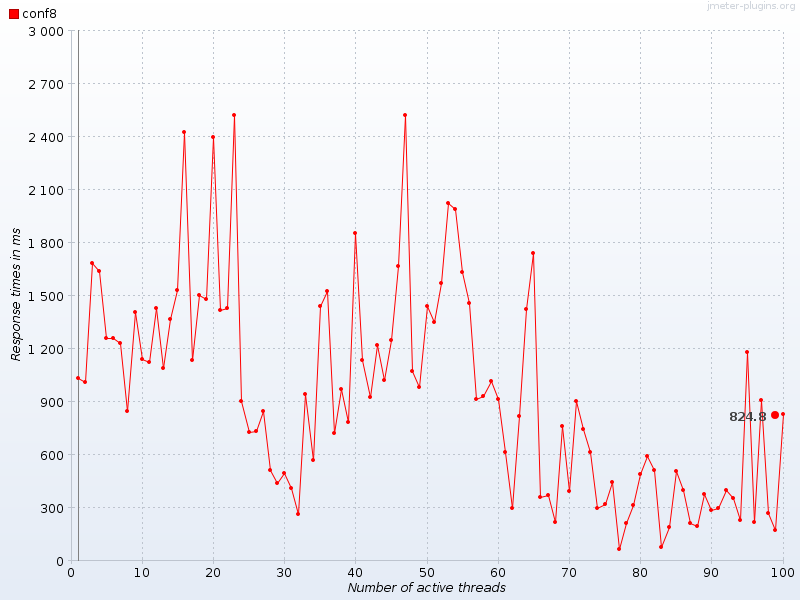 jmeter-plugins.org
conf8
3 000
2 700
2 400
2 100
1 800
1 500
1 200
900
600
300
0
Response times in ms
824.8
0 10 20 30 40 50 60 70 80 90 100
Number of active threads